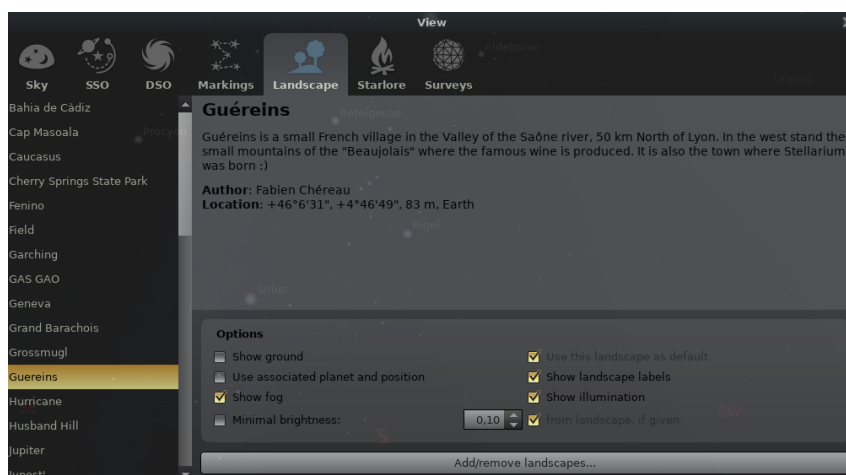 View
Sky
SSO
DSO
Markings
Landscape
Starlore
Surveys
Aldebaran
Uranus
Bahia de Càdiz
Cap Masoala
Caucasus
Cherry Springs State Park
Fenino
Field
Garching
GAS GAO
Geneva
Grand Barachois
Grossmugl
Guereins
Hurricane
Husband Hill
Jupiter
Procyon
Guéreins
Betelgeuse
Guéreins is a small French village in the Valley of the Saône river, 50 km North of Lyon. In the west stand the
small mountains of the "Beaujolais" where the famous wine is produced. It is also the town where Stellarium
was born :)
Author: Fabien Chéreau
Location: +46°6'31", +4°46'49", 83 m, Earth
Rigel
Sirius
Options
Show ground
Use this landscape as default
Use associated planet and position
Show landscape labels
Show fog
Show illumination
Minimal brightness:
0,10
from landscape, if given
SE
S
SW
Add/remove landscapes...